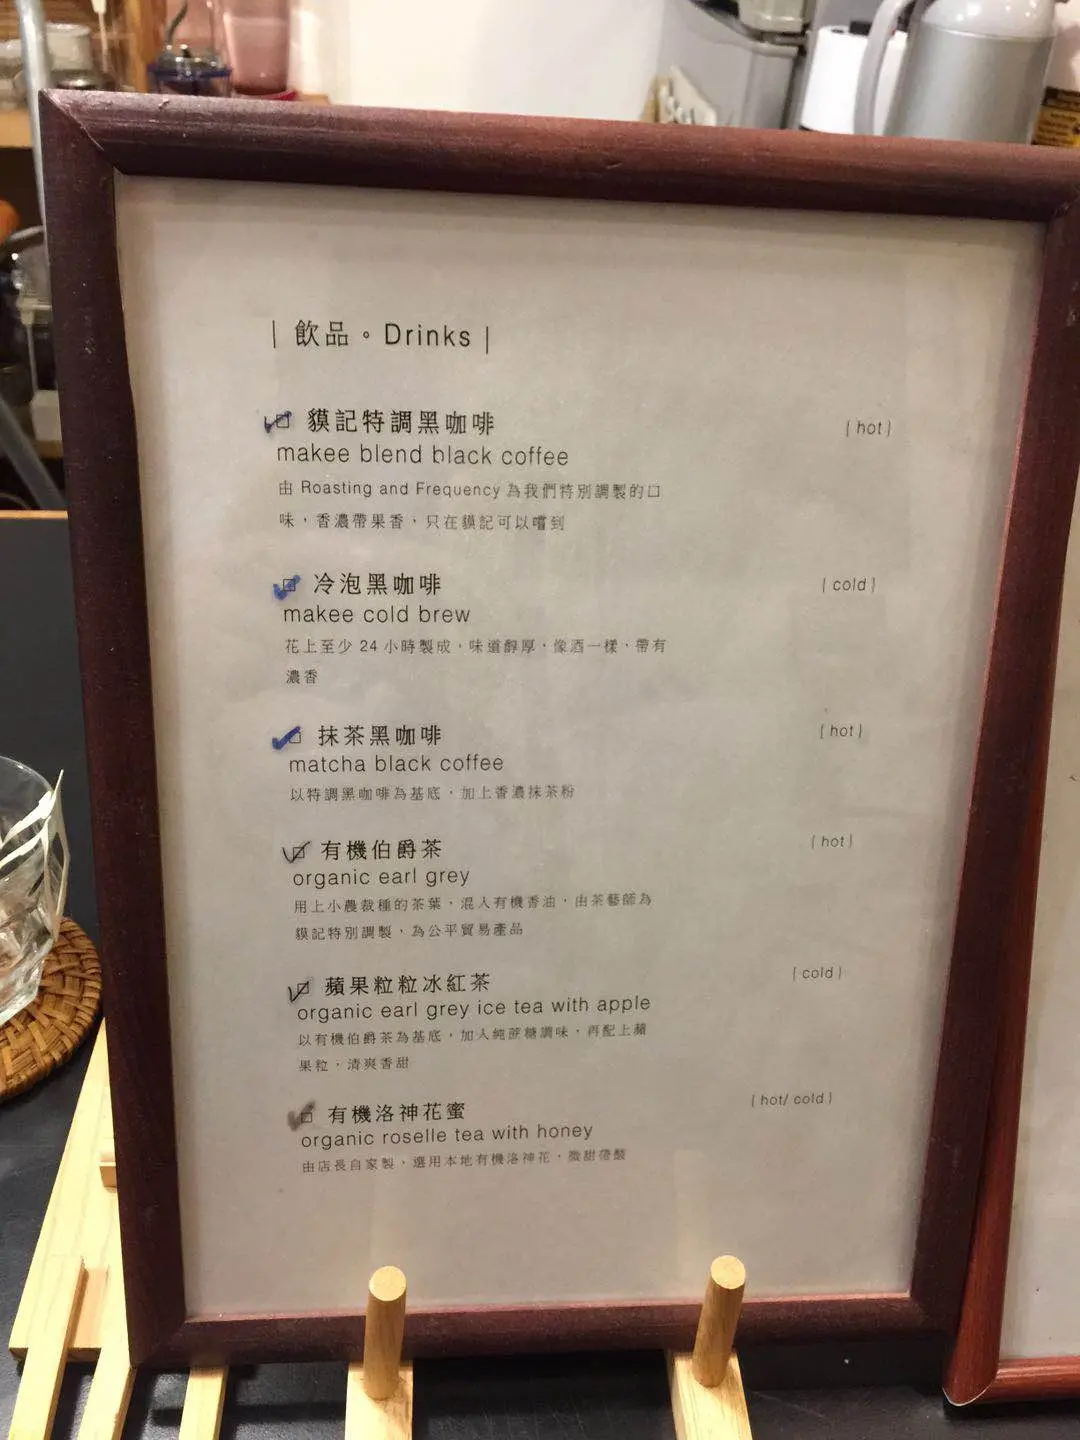 | 飲品。Drinks |
貘記特調黑咖啡
{ hot }
makee blend black coffee
由 Roasting and Frequency 為我們特別調製的口
味，香濃帶果香，只在貘記可以嚐到
冷泡黑咖啡
{ cold }
makee cold brew
花上至少 24 小時製成，味道醇厚，像酒一樣，帶有
濃香
抹茶黑咖啡
{ hot }
matcha black coffee
以特調黑咖啡為基底，加上香濃抹茶粉
有機伯爵茶
{ hot }
organic earl grey
用上小農栽種的茶葉，混入有機香油，由茶藝師為
貘記特別調製，為公平貿易產品
蘋果粒粒冰紅茶
{ cold }
organic earl grey ice tea with apple
以有機伯爵茶為基底，加入純蔗糖調味，再配上蘋
果粒，清爽香甜
有機洛神花蜜
{ hot/ cold }
organic roselle tea with honey
由店長自家製，選用本地有機洛神花，微甜帶酸